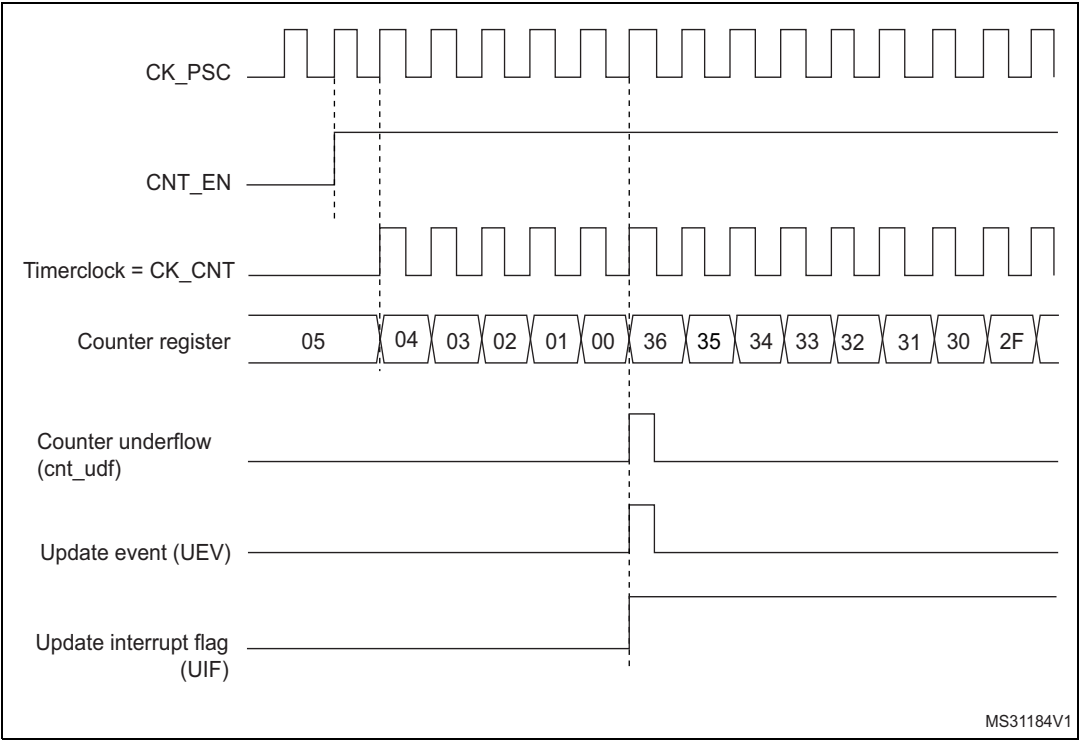 CK_PSC
CNT_EN
Timerclock = CK_CNT
Counter register
05 04 03 02 01 00 36 35 34 33 32 31 30 2F
Counter underflow
(cnt_udf)
Update event (UEV)
Update interrupt flag
(UIF)
MS31184V1